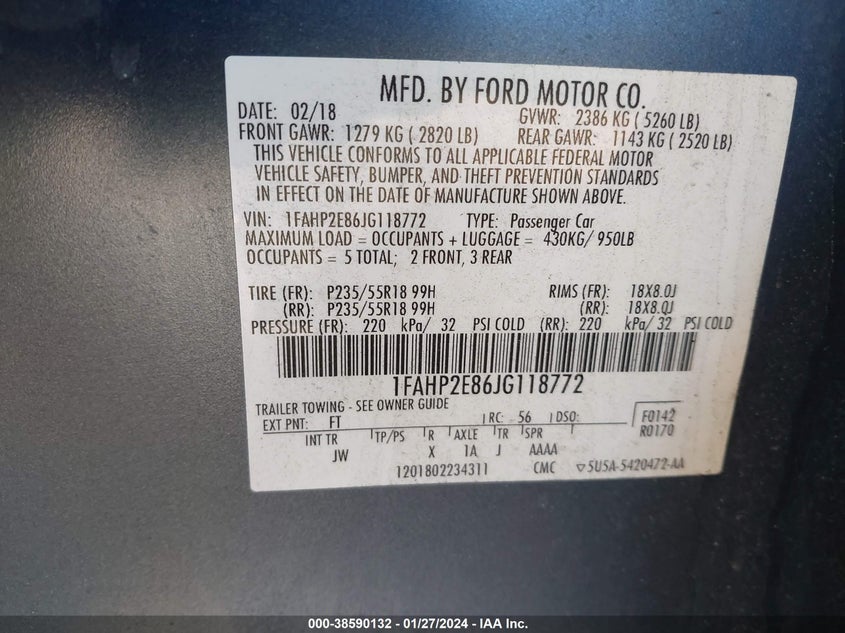 MFD. BY FORD MOTOR CO.
DATE: 02/18 GVWR: 2386 KG ( 5260 LB)
FRONT GAWR: 1279 KG ( 2820 LB) REAR GAWR: 1143 KG ( 2520 LB)
THIS VEHICLE CONFORMS TO ALL APPLICABLE FEDERAL MOTOR
VEHICLE SAFETY, BUMPER, AND THEFT PREVENTION STANDARDS
IN EFFECT ON THE DATE OF MANUFACTURE SHOWN ABOVE.
VIN: 1FAHP2E86JG118772 TYPE: Passenger Car
MAXIMUM LOAD = OCCUPANTS + LUGGAGE = 430KG/ 950LB
OCCUPANTS = 5 TOTAL; 2 FRONT, 3 REAR
TIRE (FR): P235/55R18 99H RIMS (FR): 18X8.0J
(RR): P235/55R18 99H (RR): 18X8.0J
PRESSURE (FR): 220 kPa/ 32 PSI COLD (RR): 220 kPa/ 32 PSI COLD
1FAHP2E86JG118772
TRAILER TOWING - SEE OWNER GUIDE
EXT PNT: FT RC: 56 DSO: F0142
INT TR TP/PS R AXLE TR SPR R0170
JW X 1A J AAAA
1201802234311 CMC ▽5U5A-5420472-AA
000-38590132 - 01/27/2024 - IAA Inc.